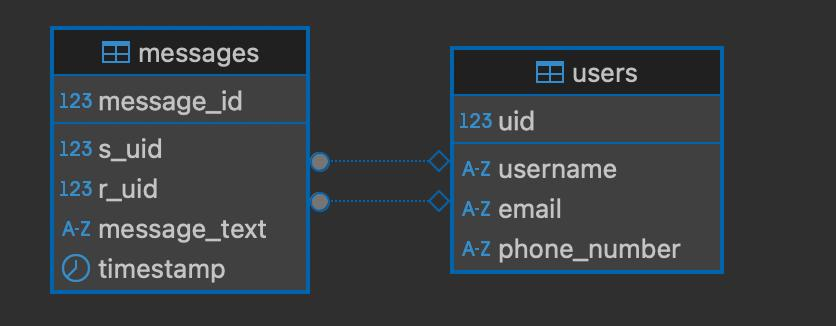 messages
123 message_id
123 s_uid
123 r_uid
A-Z message_text
timestamp
users
123 uid
A-Z username
A-Z email
A-Z phone_number